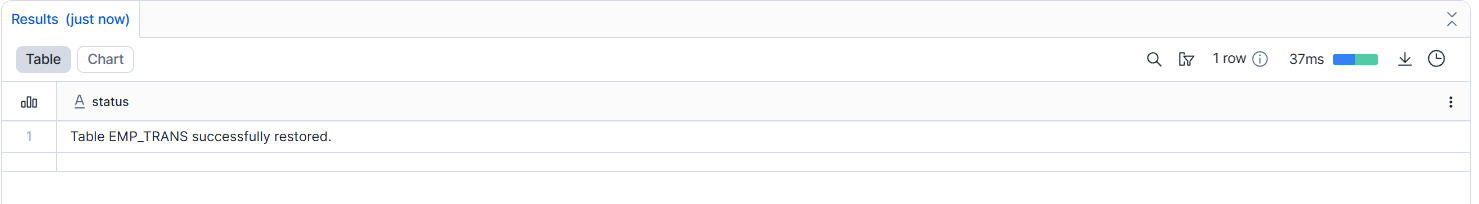 Results (just now)
Table Chart 1 row 37ms
A status
1 Table EMP_TRANS successfully restored.